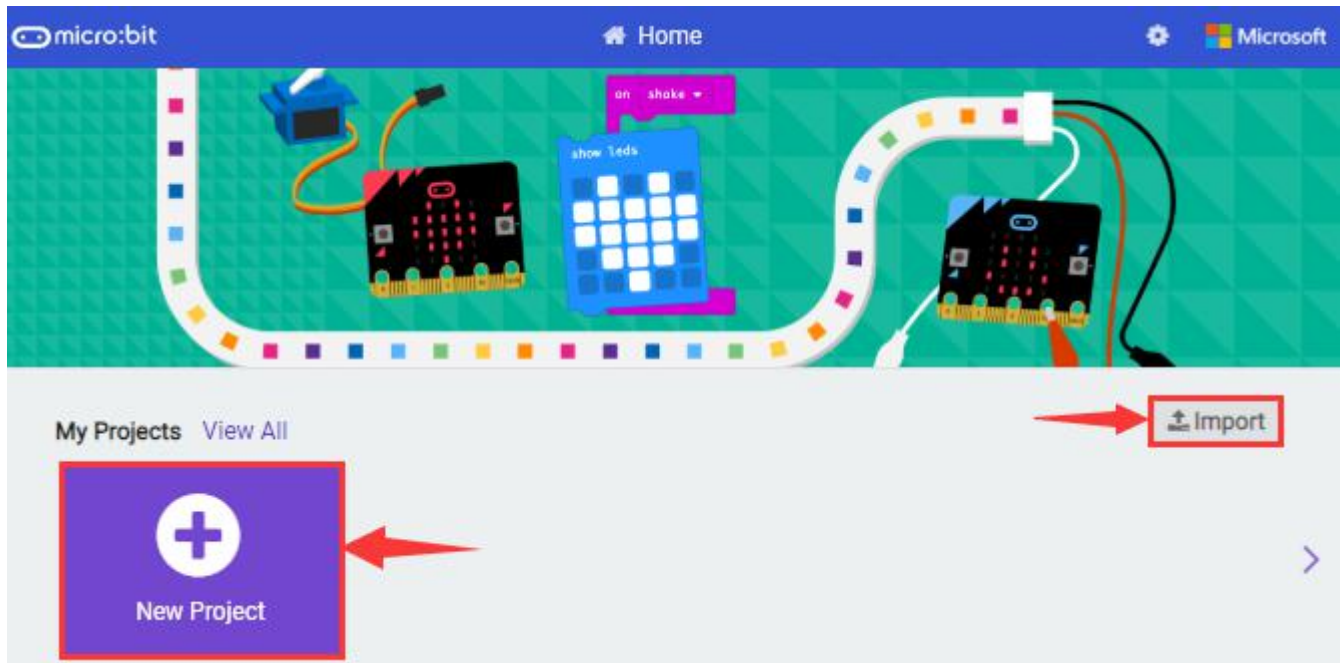 micro:bit
Home
Microsoft
on shake
show leds
My Projects View All
Import
New Project